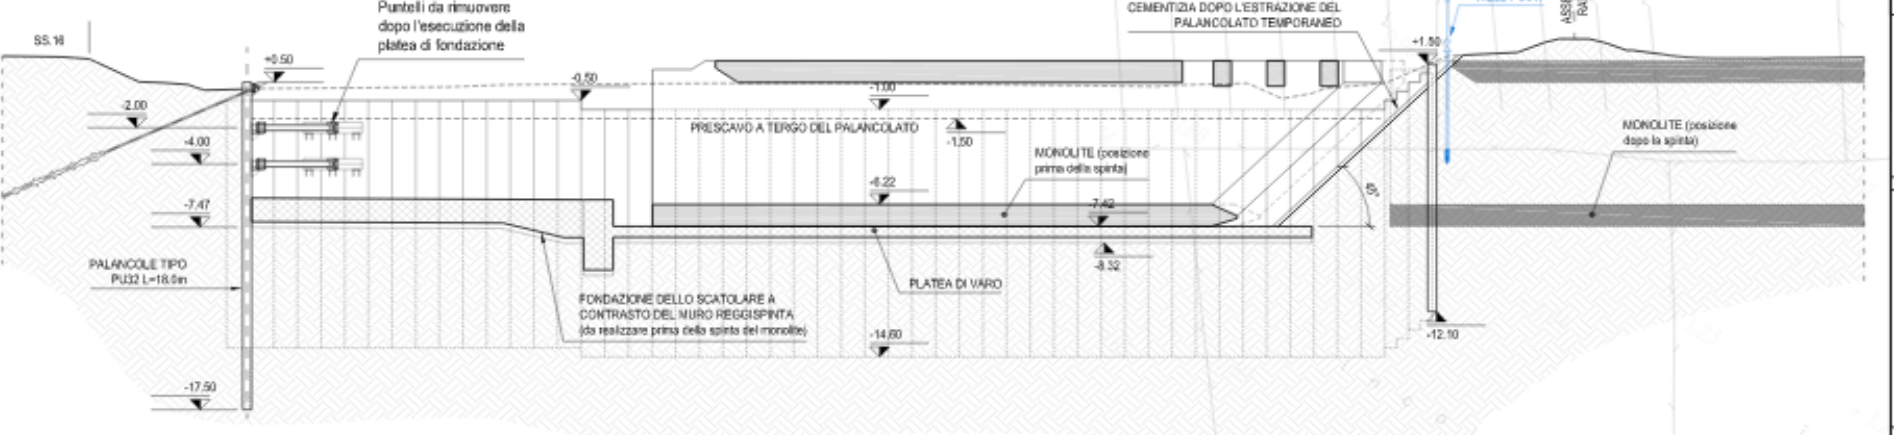 Puntelli da rimuovere
dopo l'esecuzione della
platea di fondazione
CEMENTIZIA DOPO L'ESTRAZIONE DEL
PALANCOLATO TEMPORANEO
SS.16
+0.50
-0.50
-1.00
+1.50
-2.00
PRESCAVO A TERGO DEL PALANCOLATO
-1.50
-4.00
MONOLITE (posizione
prima della spinta)
MONOLITE (posizione
dopo la spinta)
-6.22
45°
-7.47
-7.42
-8.32
PALANCOLE TIPO
PU32 L=18.0m
PLATEA DI VARO
FONDAZIONE DELLO SCATOLARE A
CONTRASTO DEL MURO REGGISPINTA
(da realizzare prima della spinta del monolite)
-14.60
-12.10
-17.50